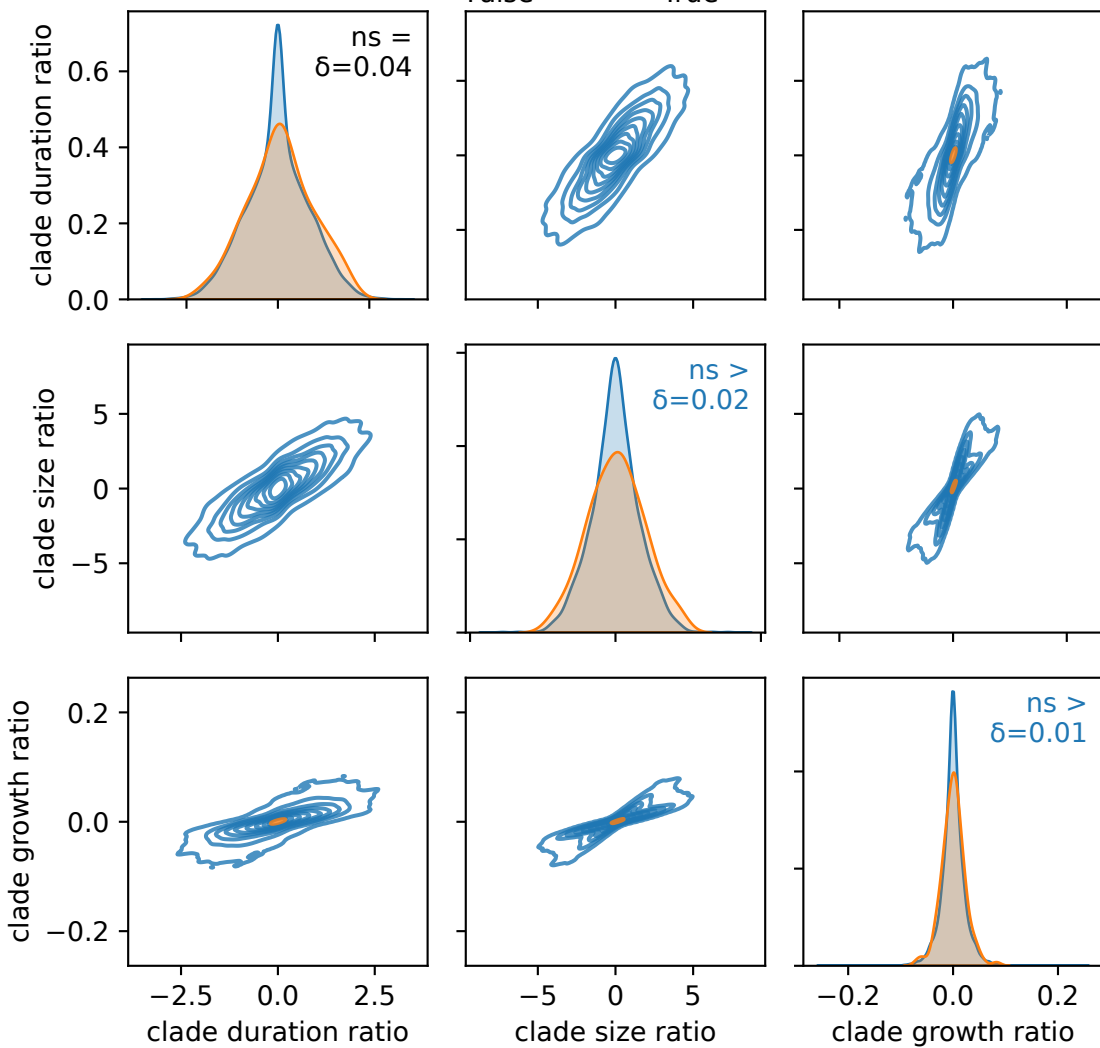 clade duration ratio
0.6
0.4
0.2
0.0
ns =
δ=0.04
clade size ratio
5
0
−5
ns >
δ=0.02
clade growth ratio
0.2
0.0
−0.2
ns >
δ=0.01
−2.5 0.0 2.5
−5 0 5
−0.2 0.0 0.2
clade duration ratio
clade size ratio
clade growth ratio